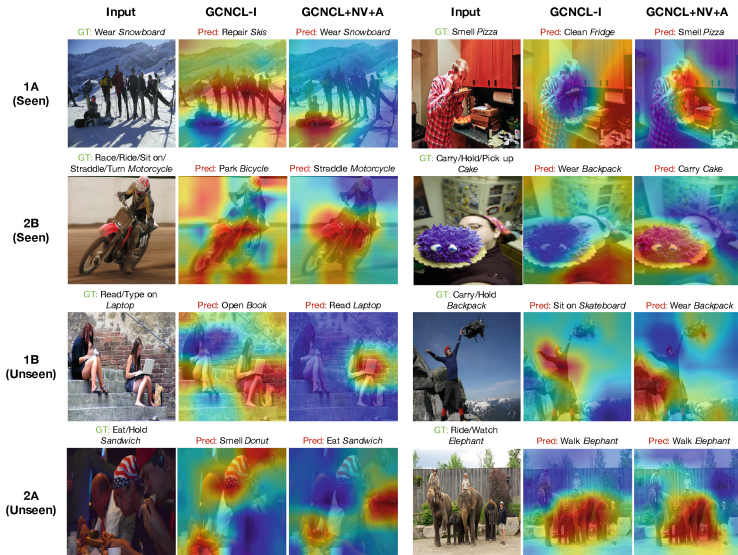 Input GCNCL-I GCNCL+NV+A Input GCNCL-I GCNCL+NV+A
GT: Wear Snowboard Pred: Repair Skis Pred: Wear Snowboard GT: Smell Pizza Pred: Clean Fridge Pred: Smell Pizza
1A
(Seen)
GT: Race/Ride/Sit on/
Straddle/Turn Motorcycle Pred: Park Bicycle Pred: Straddle Motorcycle GT: Carry/Hold/Pick up
Cake Pred: Wear Backpack Pred: Carry Cake
2B
(Seen)
GT: Read/Type on
Laptop Pred: Open Book Pred: Read Laptop GT: Carry/Hold
Backpack Pred: Sit on Skateboard Pred: Wear Backpack
1B
(Unseen)
GT: Eat/Hold
Sandwich Pred: Smell Donut Pred: Eat Sandwich GT: Ride/Watch
Elephant Pred: Walk Elephant Pred: Walk Elephant
2A
(Unseen)